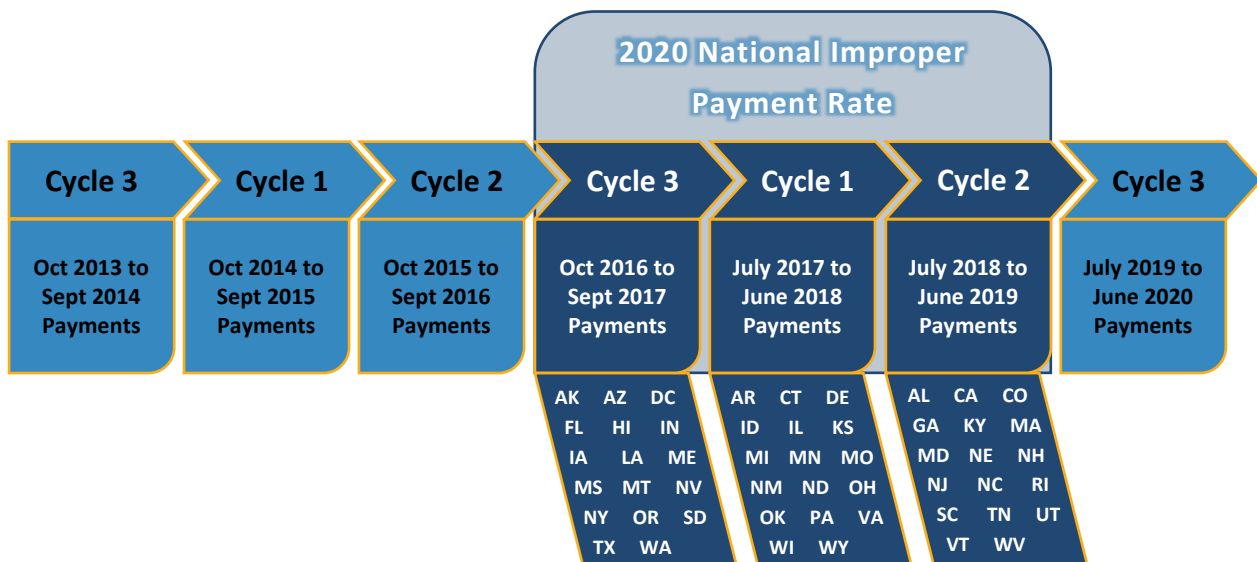 2020 National Improper
Payment Rate
Cycle 3
Cycle 1
Cycle 2
Cycle 3
Cycle 1
Cycle 2
Cycle 3
Oct 2013 to
Sept 2014
Payments
Oct 2014 to
Sept 2015
Payments
Oct 2015 to
Sept 2016
Payments
Oct 2016 to
Sept 2017
Payments
July 2017 to
June 2018
Payments
July 2018 to
June 2019
Payments
July 2019 to
June 2020
Payments
AK AZ DC
FL HI IN
IA LA ME
MS MT NV
NY OR SD
TX WA
AR CT DE
ID IL KS
MI MN MO
NM ND OH
OK PA VA
WI WY
AL CA CO
GA KY MA
MD NE NH
NJ NC RI
SC TN UT
VT WV